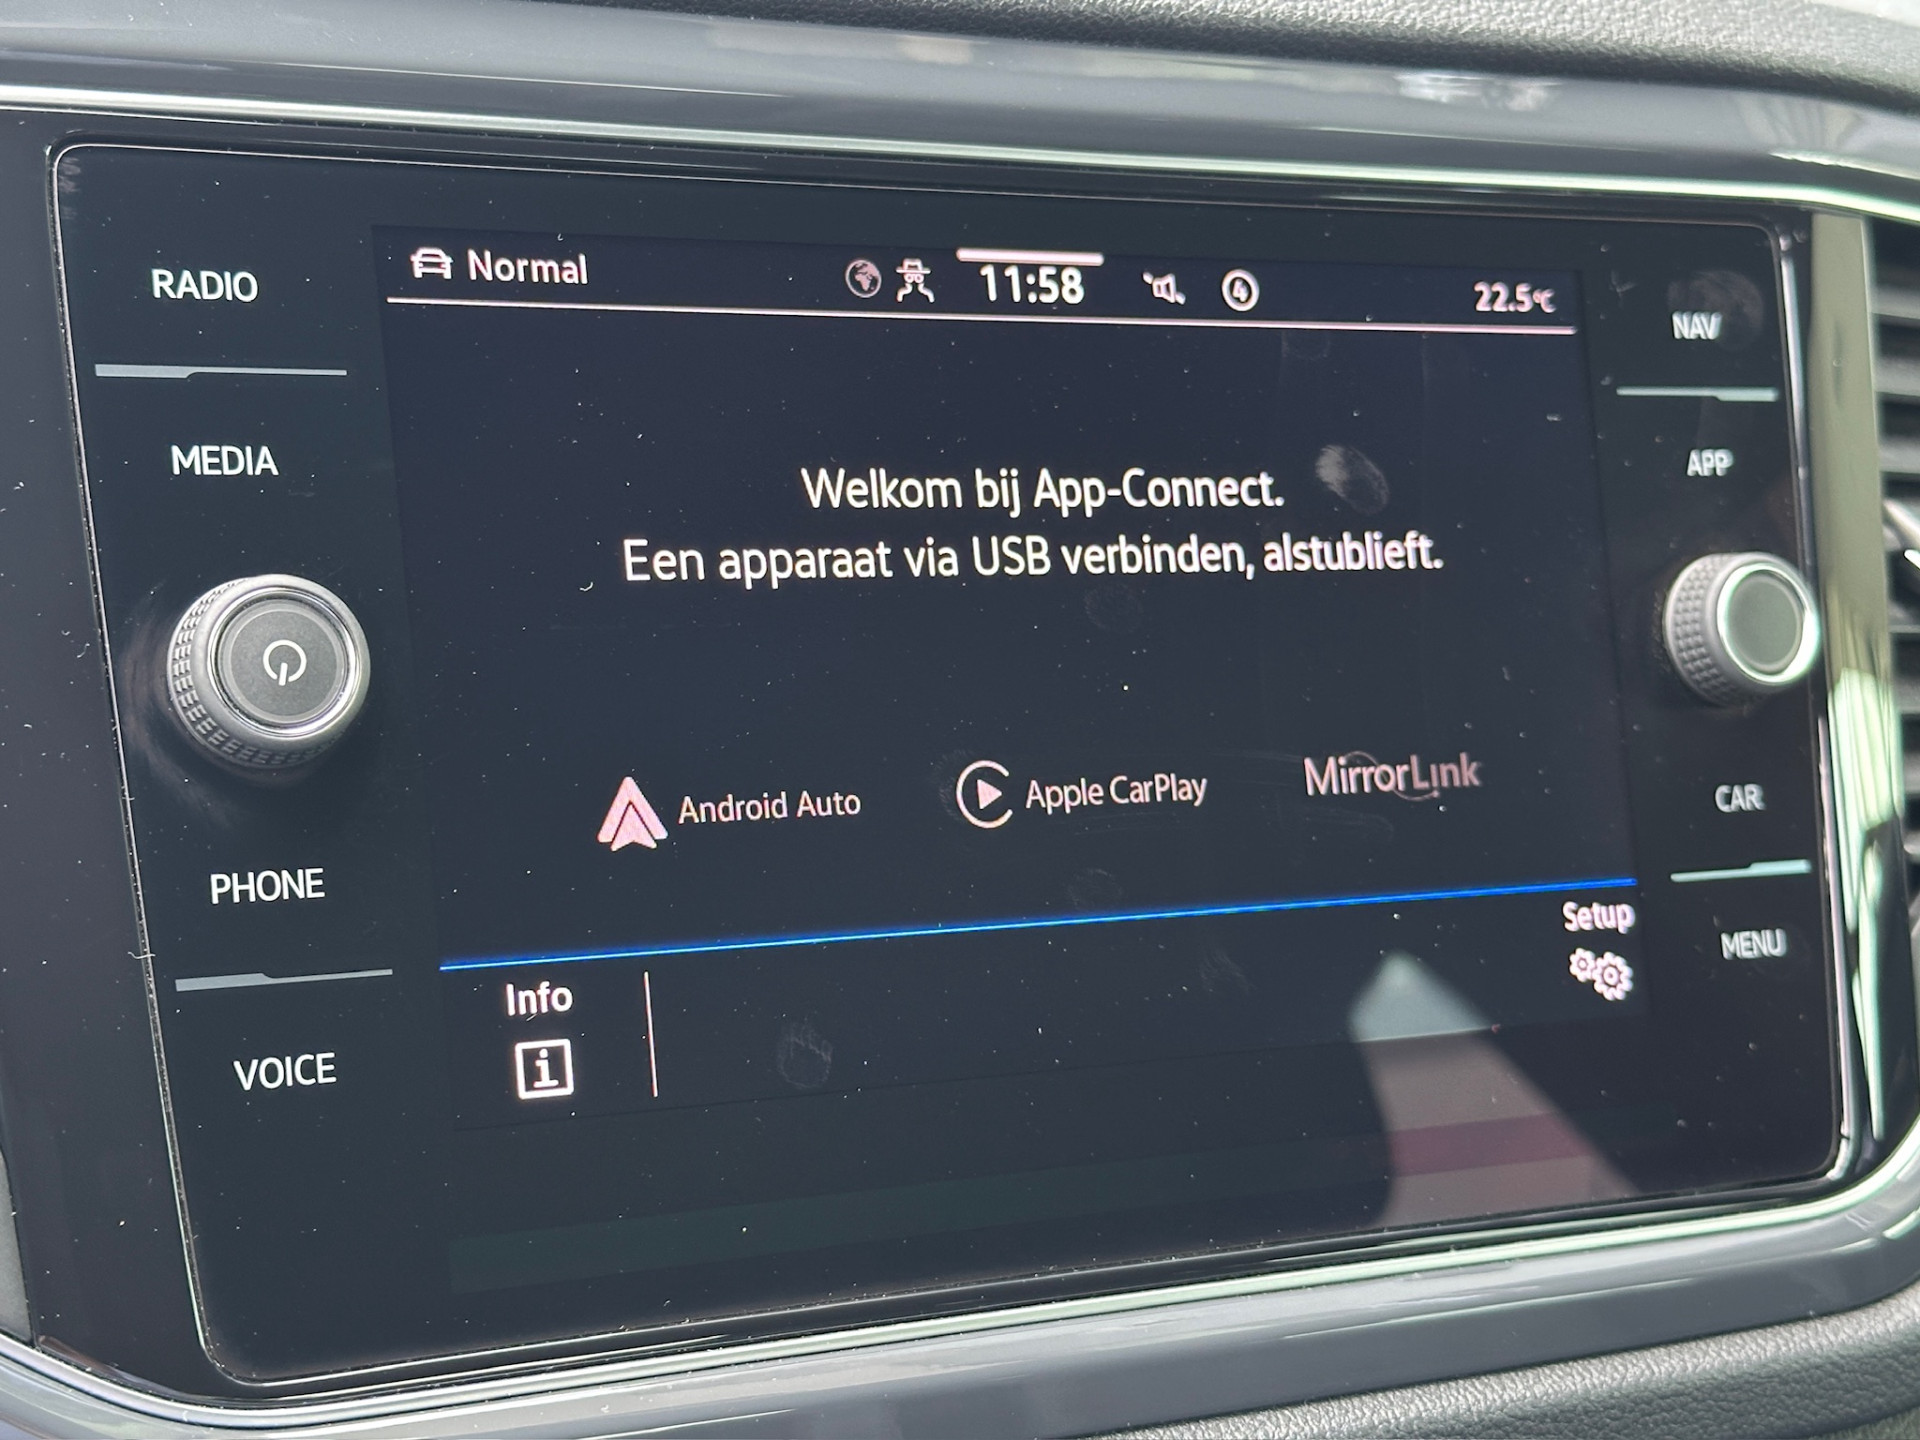 RADIO
MEDIA
PHONE
VOICE
Normal
11:58
4
22.5°C
Welkom bij App-Connect.
Een apparaat via USB verbinden, alstublieft.
Android Auto
Apple CarPlay
MirrorLink
Info
i
Setup
NAV
APP
CAR
MENU